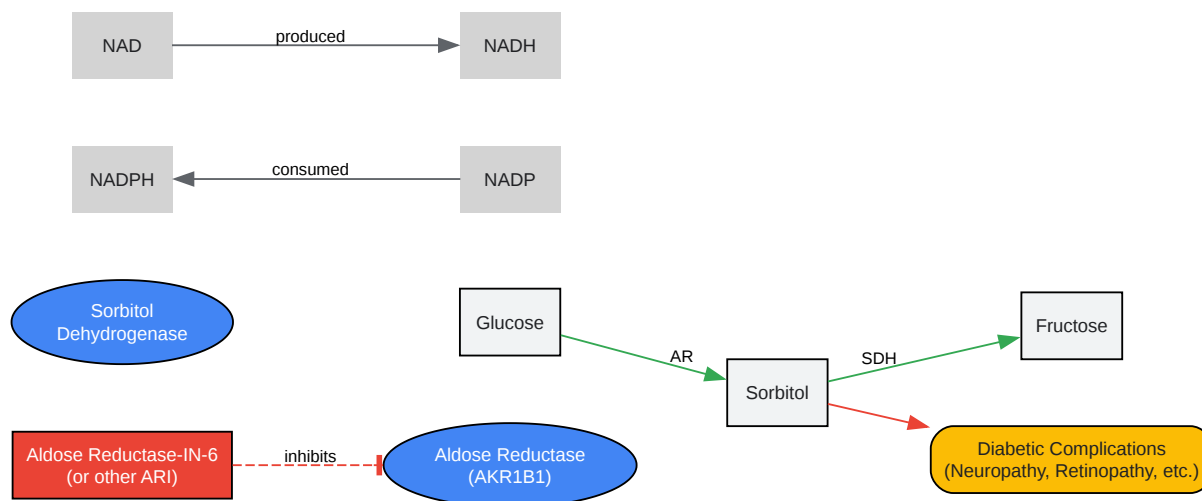 NAD
produced
NADH
NADPH
consumed
NADP
Sorbitol
Dehydrogenase
Glucose
AR
Sorbitol
SDH
Fructose
Aldose Reductase-IN-6
(or other ARI)
inhibits
Aldose Reductase
(AKR1B1)
Diabetic Complications
(Neuropathy, Retinopathy, etc.)